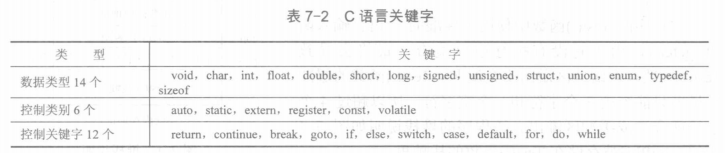 表 7-2 C 语言关键字
类 型 关 键 字
数据类型 14 个 void, char, int, float, double, short, long, signed, unsigned, struct, union, enum, typedef,
sizeof
控制类别 6 个 auto, static, extern, register, const, volatile
控制关键字 12 个 return, continue, break, goto, if, else, switch, case, default, for, do, while